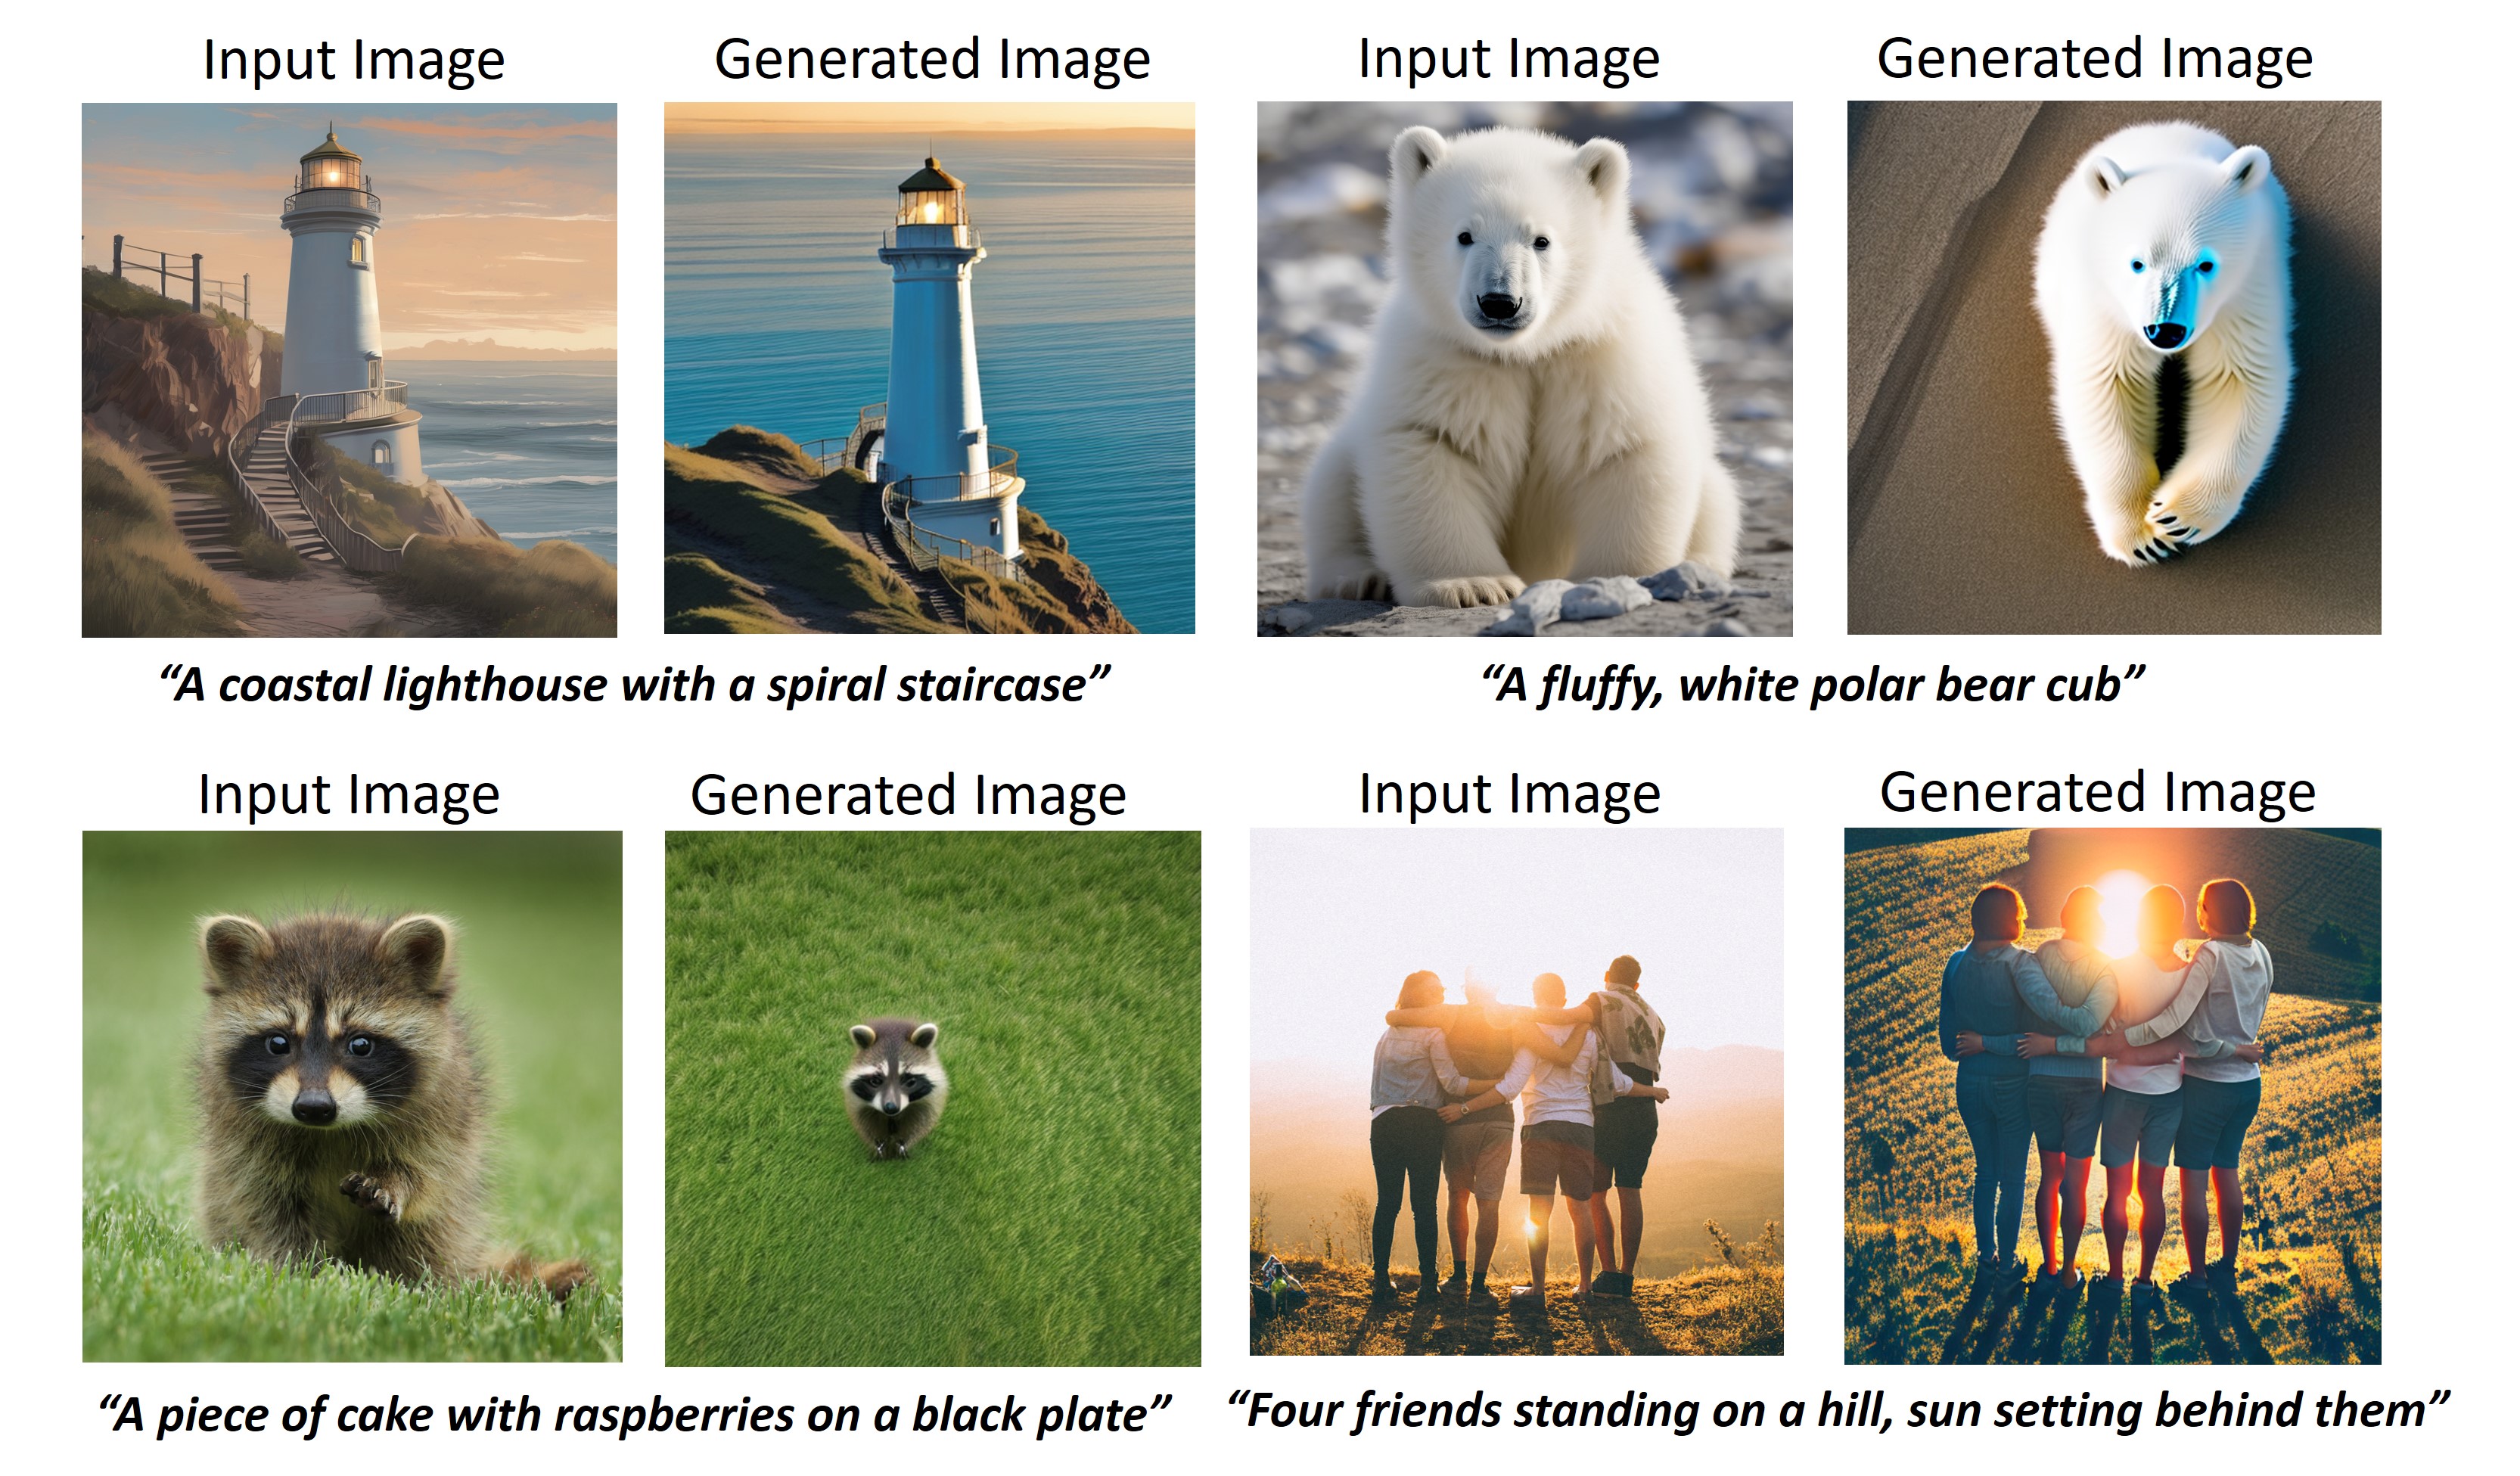 Input Image
Generated Image
Input Image
Generated Image
“A coastal lighthouse with a spiral staircase”
“A fluffy, white polar bear cub”
Input Image
Generated Image
Input Image
Generated Image
“A piece of cake with raspberries on a black plate”
“Four friends standing on a hill, sun setting behind them”